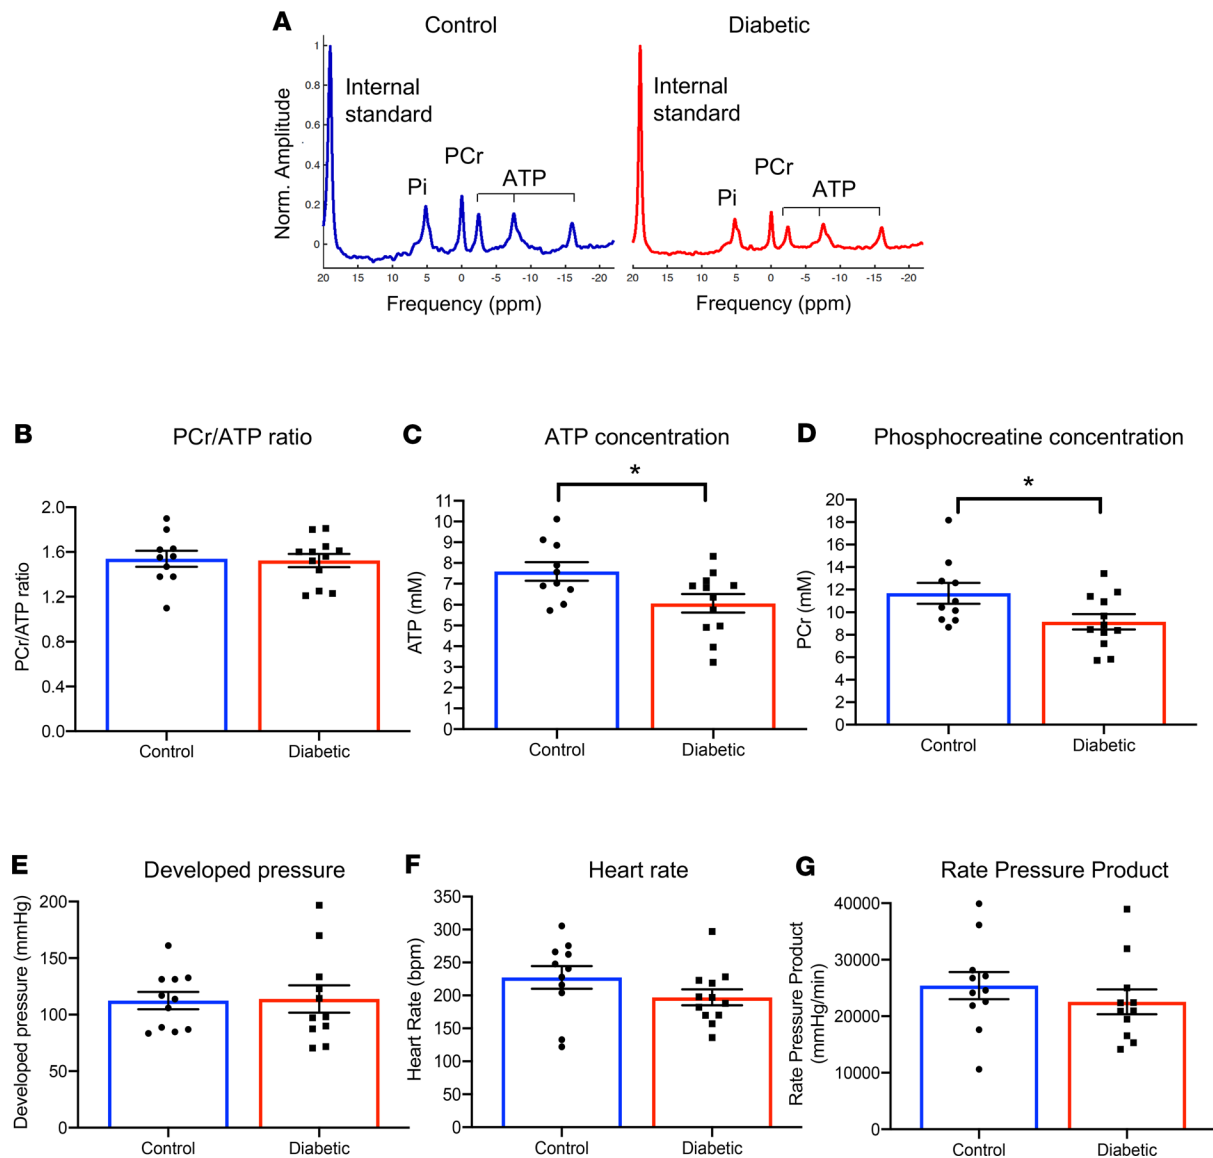 A
Control
Diabetic
Norm. Amplitude
1
0.8
0.6
0.4
0.2
0
Internal
standard
Pi
PCr
ATP
20 15 10 5 0 -5 -10 -15 -20
Frequency (ppm)
Internal
standard
Pi
PCr
ATP
20 15 10 5 0 -5 -10 -15 -20
Frequency (ppm)
B
PCr/ATP ratio
PCr/ATP ratio
2.0
1.6
1.2
0.8
0.4
0.0
Control Diabetic
C
ATP concentration
*
ATP (mM)
11
10
9
8
7
6
5
4
3
2
1
0
Control Diabetic
D
Phosphocreatine concentration
*
PCr (mM)
20
18
16
14
12
10
8
6
4
2
0
Control Diabetic
E
Developed pressure
Developed pressure (mmHg)
200
150
100
50
0
Control Diabetic
F
Heart rate
Heart Rate (bpm)
350
300
250
200
150
100
50
0
Control Diabetic
G
Rate Pressure Product
Rate Pressure Product
(mmHg/min)
40000
30000
20000
10000
0
Control Diabetic